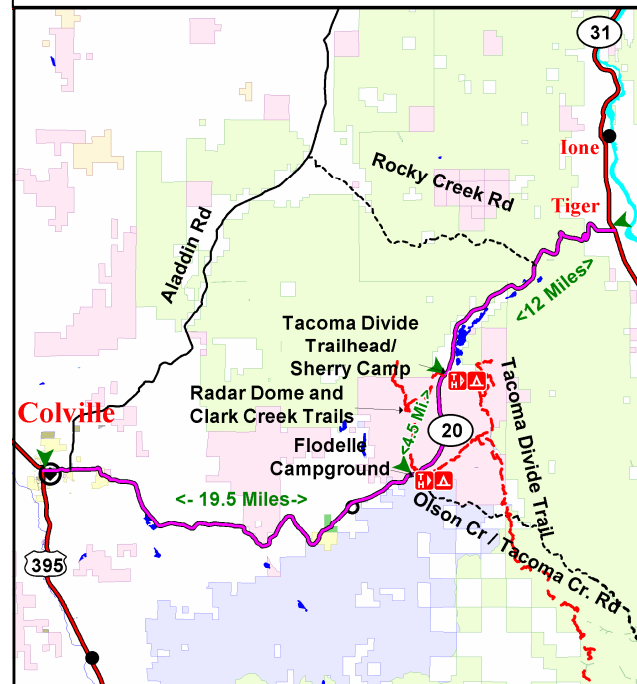 31
Ione
Rocky Creek Rd
Tiger
Aladdin Rd
<12 Miles>
Tacoma Divide
Trailhead/
Sherry Camp
TH
Radar Dome and
Clark Creek Trails
<4.5 Mi.>
Tacoma Divide Trail
Colville
20
Flodelle
Campground
TH
<- 19.5 Miles->
Olson Cr / Tacoma Cr. Rd
395